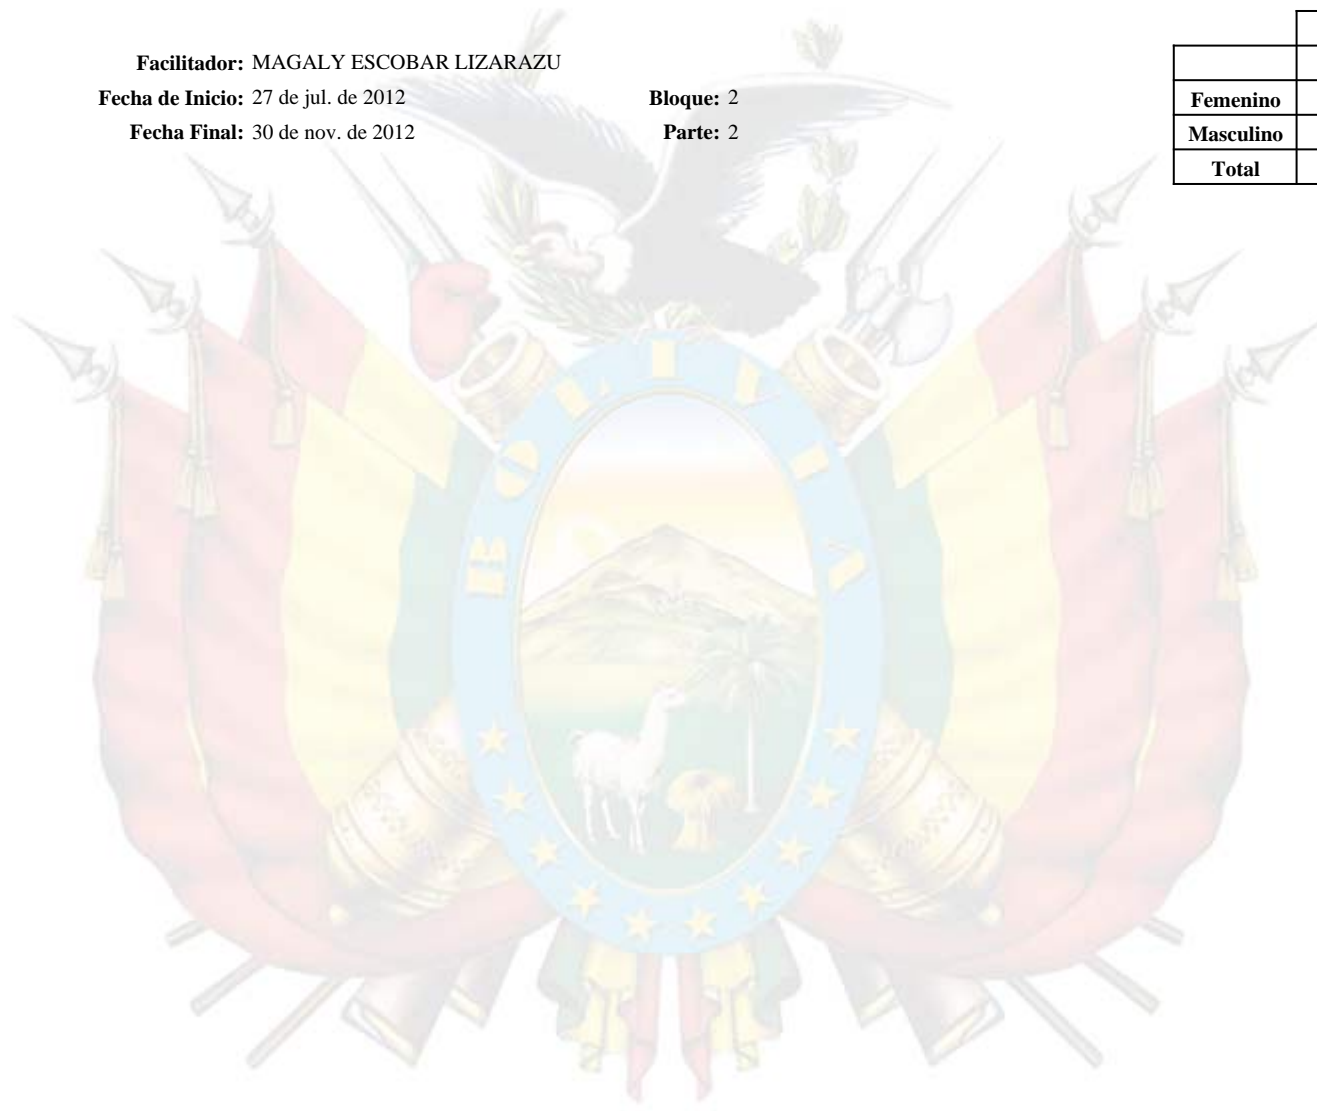 Facilitador: MAGALY ESCOBAR LIZARAZU
Fecha de Inicio: 27 de jul. de 2012 Bloque: 2
Fecha Final: 30 de nov. de 2012 Parte: 2
Femenino
Masculino
Total
BOLIVIA